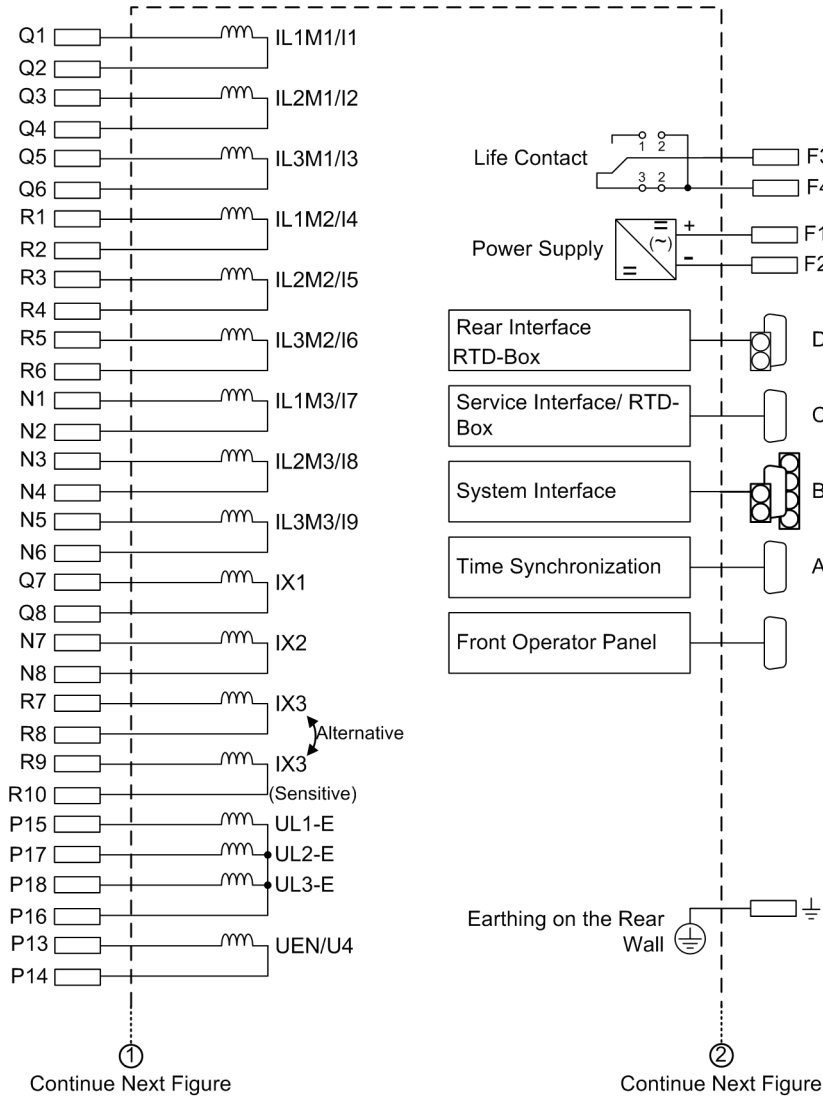 Q1
IL1M1/I1
Q2
Q3
IL2M1/I2
Q4
Q5
IL3M1/I3
Q6
R1
IL1M2/I4
R2
R3
IL2M2/I5
R4
R5
IL3M2/I6
R6
N1
IL1M3/I7
N2
N3
IL2M3/I8
N4
N5
IL3M3/I9
N6
Q7
IX1
Q8
N7
IX2
N8
R7
IX3
R8
Alternative
R9
IX3
R10
(Sensitive)
P15
UL1-E
P17
UL2-E
P18
UL3-E
P16
P13
UEN/U4
P14
1
Continue Next Figure
Life Contact
1 2
3 2
F3
F4
Power Supply
=
(~)
=
+
-
F1
F2
Rear Interface
RTD-Box
D
Service Interface/ RTD-
Box
C
System Interface
B
Time Synchronization
A
Front Operator Panel
Earthing on the Rear
Wall
2
Continue Next Figure